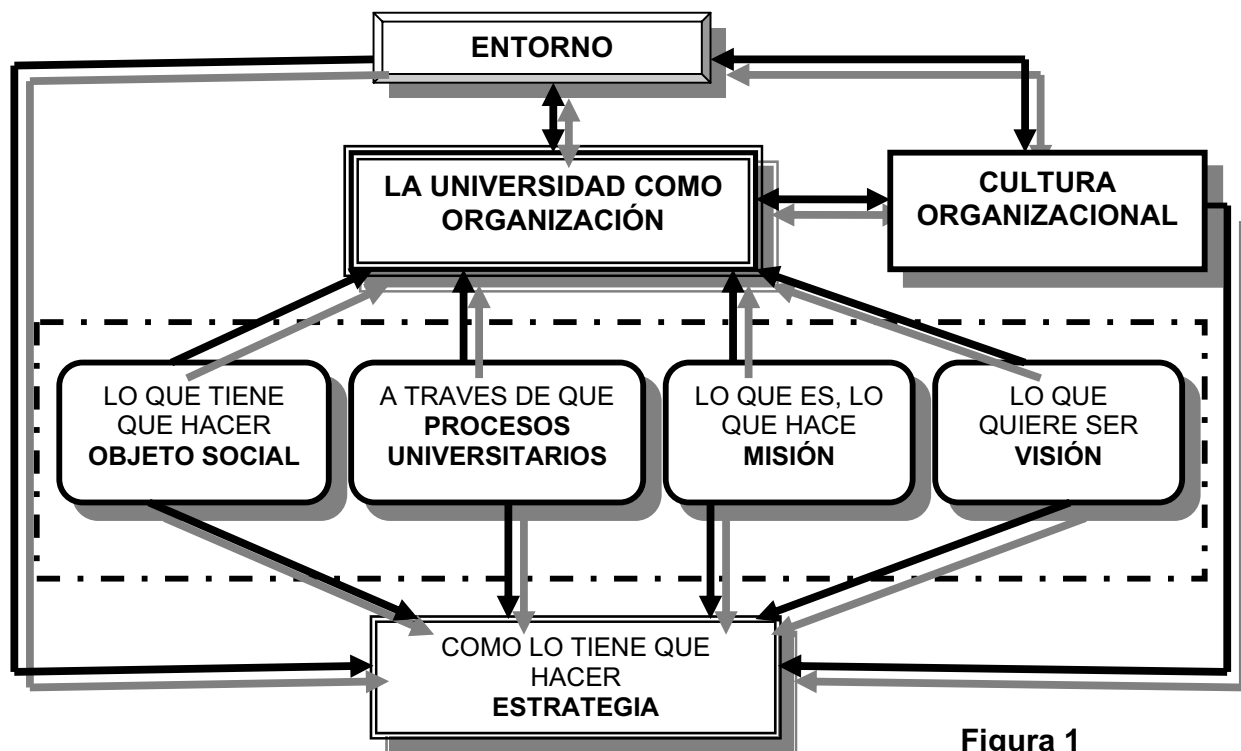 ENTORNO
LA UNIVERSIDAD COMO
ORGANIZACIÓN
CULTURA
ORGANIZACIONAL
LO QUE TIENE
QUE HACER
OBJETO SOCIAL
A TRAVES DE QUE
PROCESOS
UNIVERSITARIOS
LO QUE ES, LO
QUE HACE
MISIÓN
LO QUE
QUIERE SER
VISIÓN
COMO LO TIENE QUE
HACER
ESTRATEGIA
Figura 1